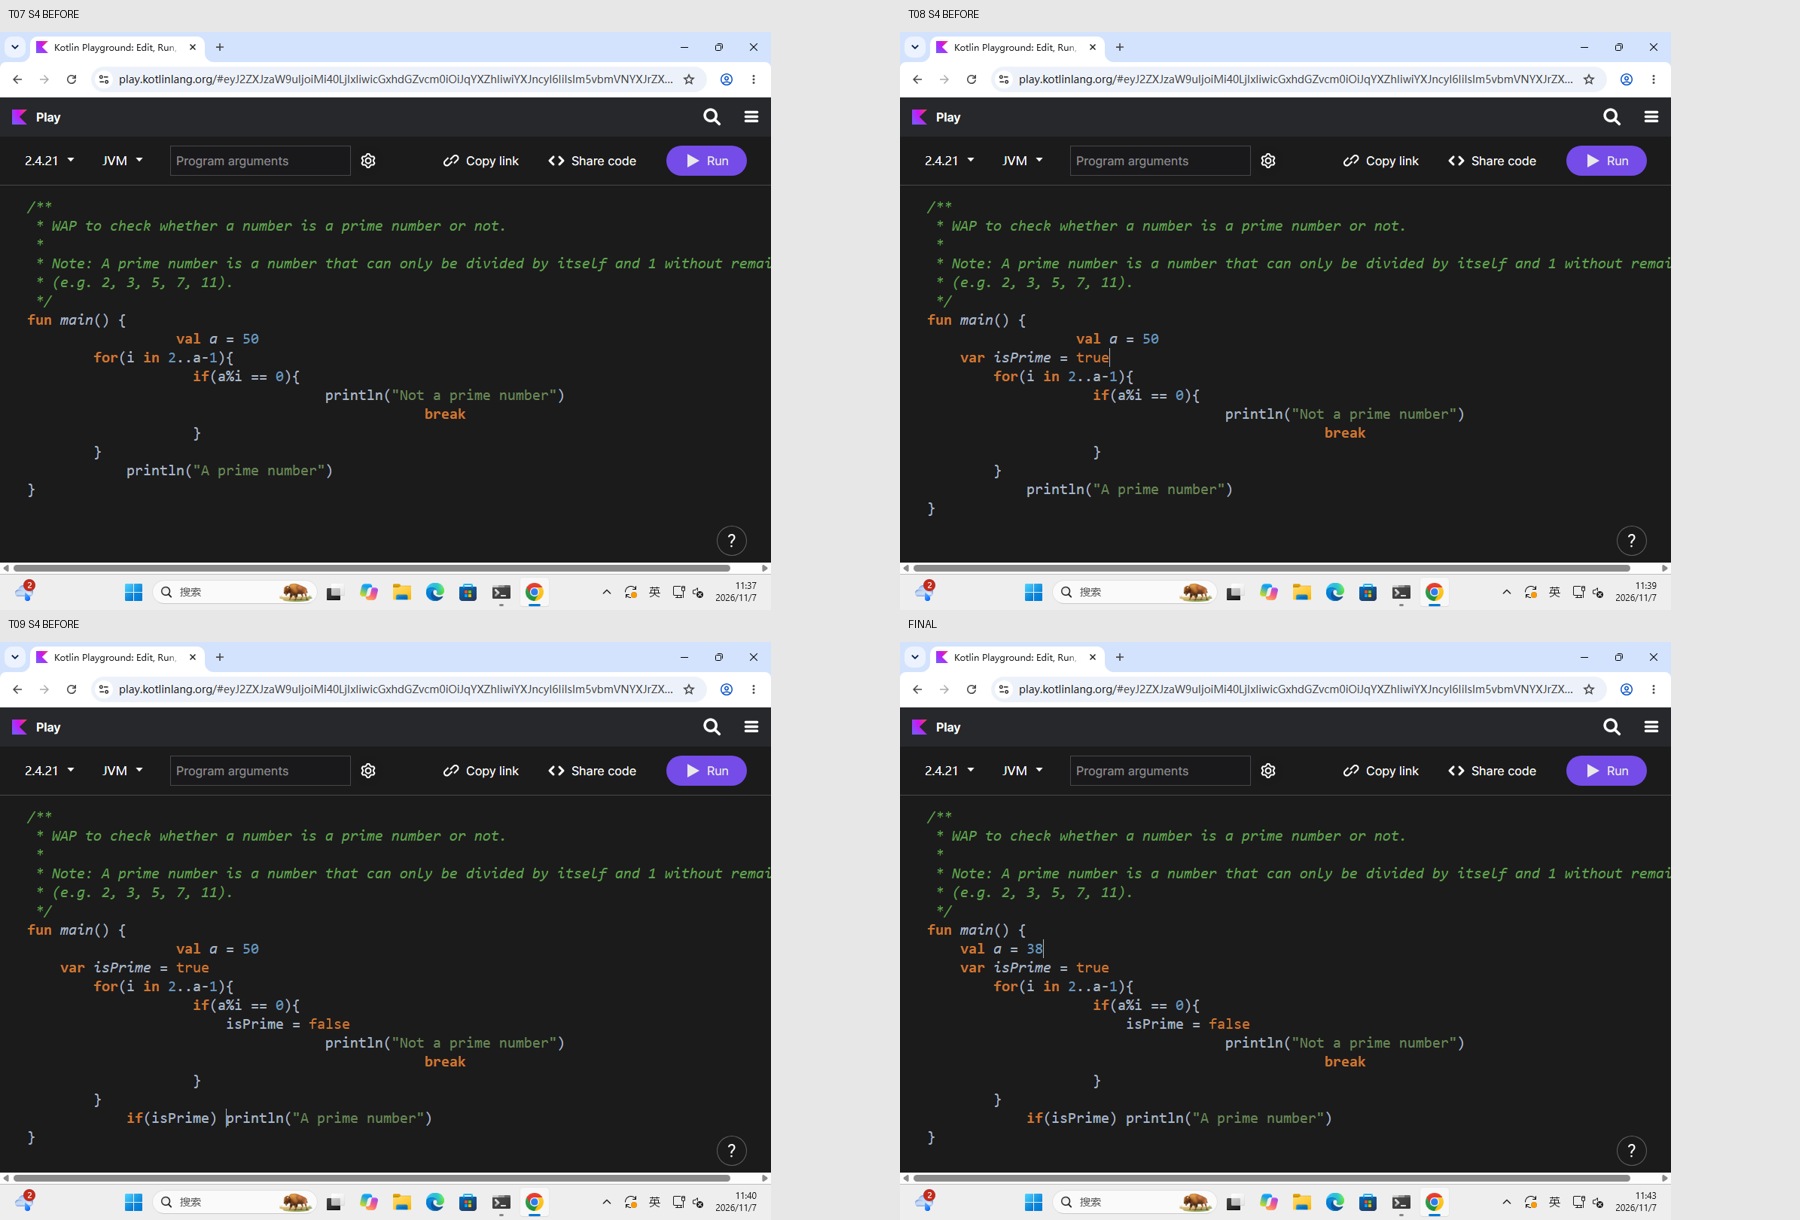 T07 S4 BEFORE
Kotlin Playground: Edit, Run,
play.kotlinlang.org/#eyJ2ZXJzaW9uIjoiMi40LjIxIiwicGxhdGZvcm0iOiJqYXZhIiwiYXJncyI6IiIsIm5vbmVNYXJrZX...
Play
2.4.21 JVM Program arguments Copy link Share code Run
/**
* WAP to check whether a number is a prime number or not.
*
* Note: A prime number is a number that can only be divided by itself and 1 without remai
* (e.g. 2, 3, 5, 7, 11).
*/
fun main() {
val a = 50
for(i in 2..a-1){
if(a%i == 0){
println("Not a prime number")
break
}
}
println("A prime number")
}
?
2 搜索 英 11:37
2026/11/7
T08 S4 BEFORE
Kotlin Playground: Edit, Run,
play.kotlinlang.org/#eyJ2ZXJzaW9uIjoiMi40LjIxIiwicGxhdGZvcm0iOiJqYXZhIiwiYXJncyI6IiIsIm5vbmVNYXJrZX...
Play
2.4.21 JVM Program arguments Copy link Share code Run
/**
* WAP to check whether a number is a prime number or not.
*
* Note: A prime number is a number that can only be divided by itself and 1 without remai
* (e.g. 2, 3, 5, 7, 11).
*/
fun main() {
val a = 50
var isPrime = true
for(i in 2..a-1){
if(a%i == 0){
println("Not a prime number")
break
}
}
println("A prime number")
}
?
2 搜索 英 11:39
2026/11/7
T09 S4 BEFORE
Kotlin Playground: Edit, Run,
play.kotlinlang.org/#eyJ2ZXJzaW9uIjoiMi40LjIxIiwicGxhdGZvcm0iOiJqYXZhIiwiYXJncyI6IiIsIm5vbmVNYXJrZX...
Play
2.4.21 JVM Program arguments Copy link Share code Run
/**
* WAP to check whether a number is a prime number or not.
*
* Note: A prime number is a number that can only be divided by itself and 1 without remai
* (e.g. 2, 3, 5, 7, 11).
*/
fun main() {
val a = 50
var isPrime = true
for(i in 2..a-1){
if(a%i == 0){
isPrime = false
println("Not a prime number")
break
}
}
if(isPrime) println("A prime number")
}
?
2 搜索 英 11:40
2026/11/7
FINAL
Kotlin Playground: Edit, Run,
play.kotlinlang.org/#eyJ2ZXJzaW9uIjoiMi40LjIxIiwicGxhdGZvcm0iOiJqYXZhIiwiYXJncyI6IiIsIm5vbmVNYXJrZX...
Play
2.4.21 JVM Program arguments Copy link Share code Run
/**
* WAP to check whether a number is a prime number or not.
*
* Note: A prime number is a number that can only be divided by itself and 1 without remai
* (e.g. 2, 3, 5, 7, 11).
*/
fun main() {
val a = 38
var isPrime = true
for(i in 2..a-1){
if(a%i == 0){
isPrime = false
println("Not a prime number")
break
}
}
if(isPrime) println("A prime number")
}
?
2 搜索 英 11:43
2026/11/7